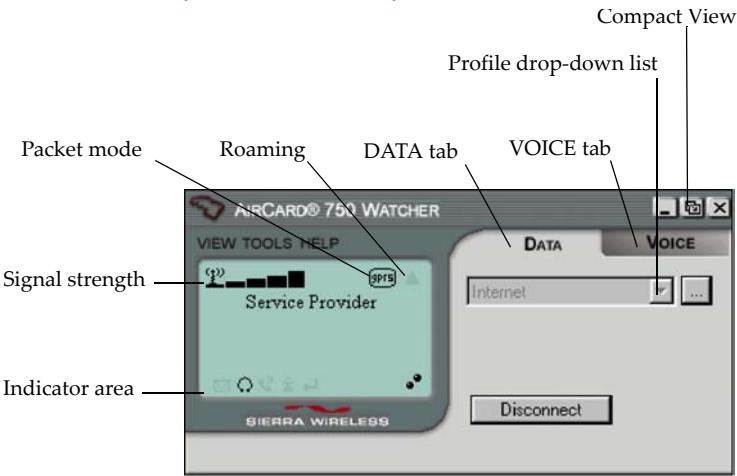 Compact View
Profile drop-down list
Packet mode
Roaming
DATA tab
VOICE tab
AIRCARD® 750 WATCHER
VIEW TOOLS HELP
DATA
VOICE
Signal strength
gprs
Internet
...
Service Provider
Indicator area
Disconnect
SIERRA WIRELESS